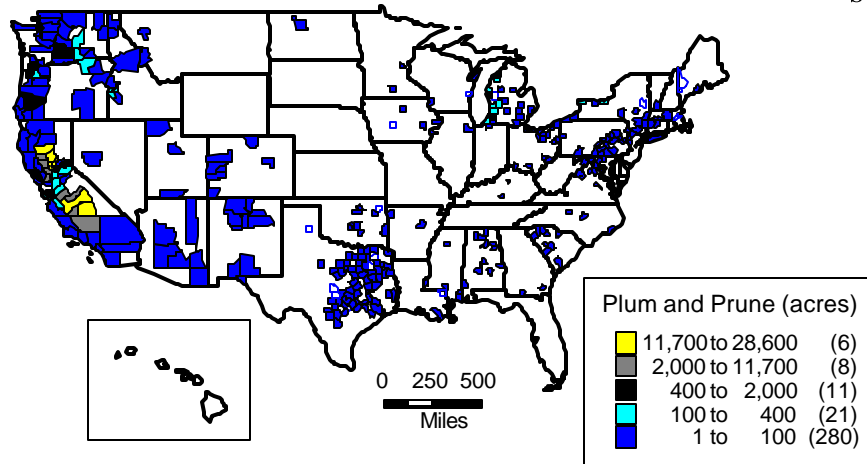 Plum and Prune (acres)
11,700 to 28,600 (6)
2,000 to 11,700 (8)
400 to 2,000 (11)
100 to 400 (21)
1 to 100 (280)
0 250 500
Miles